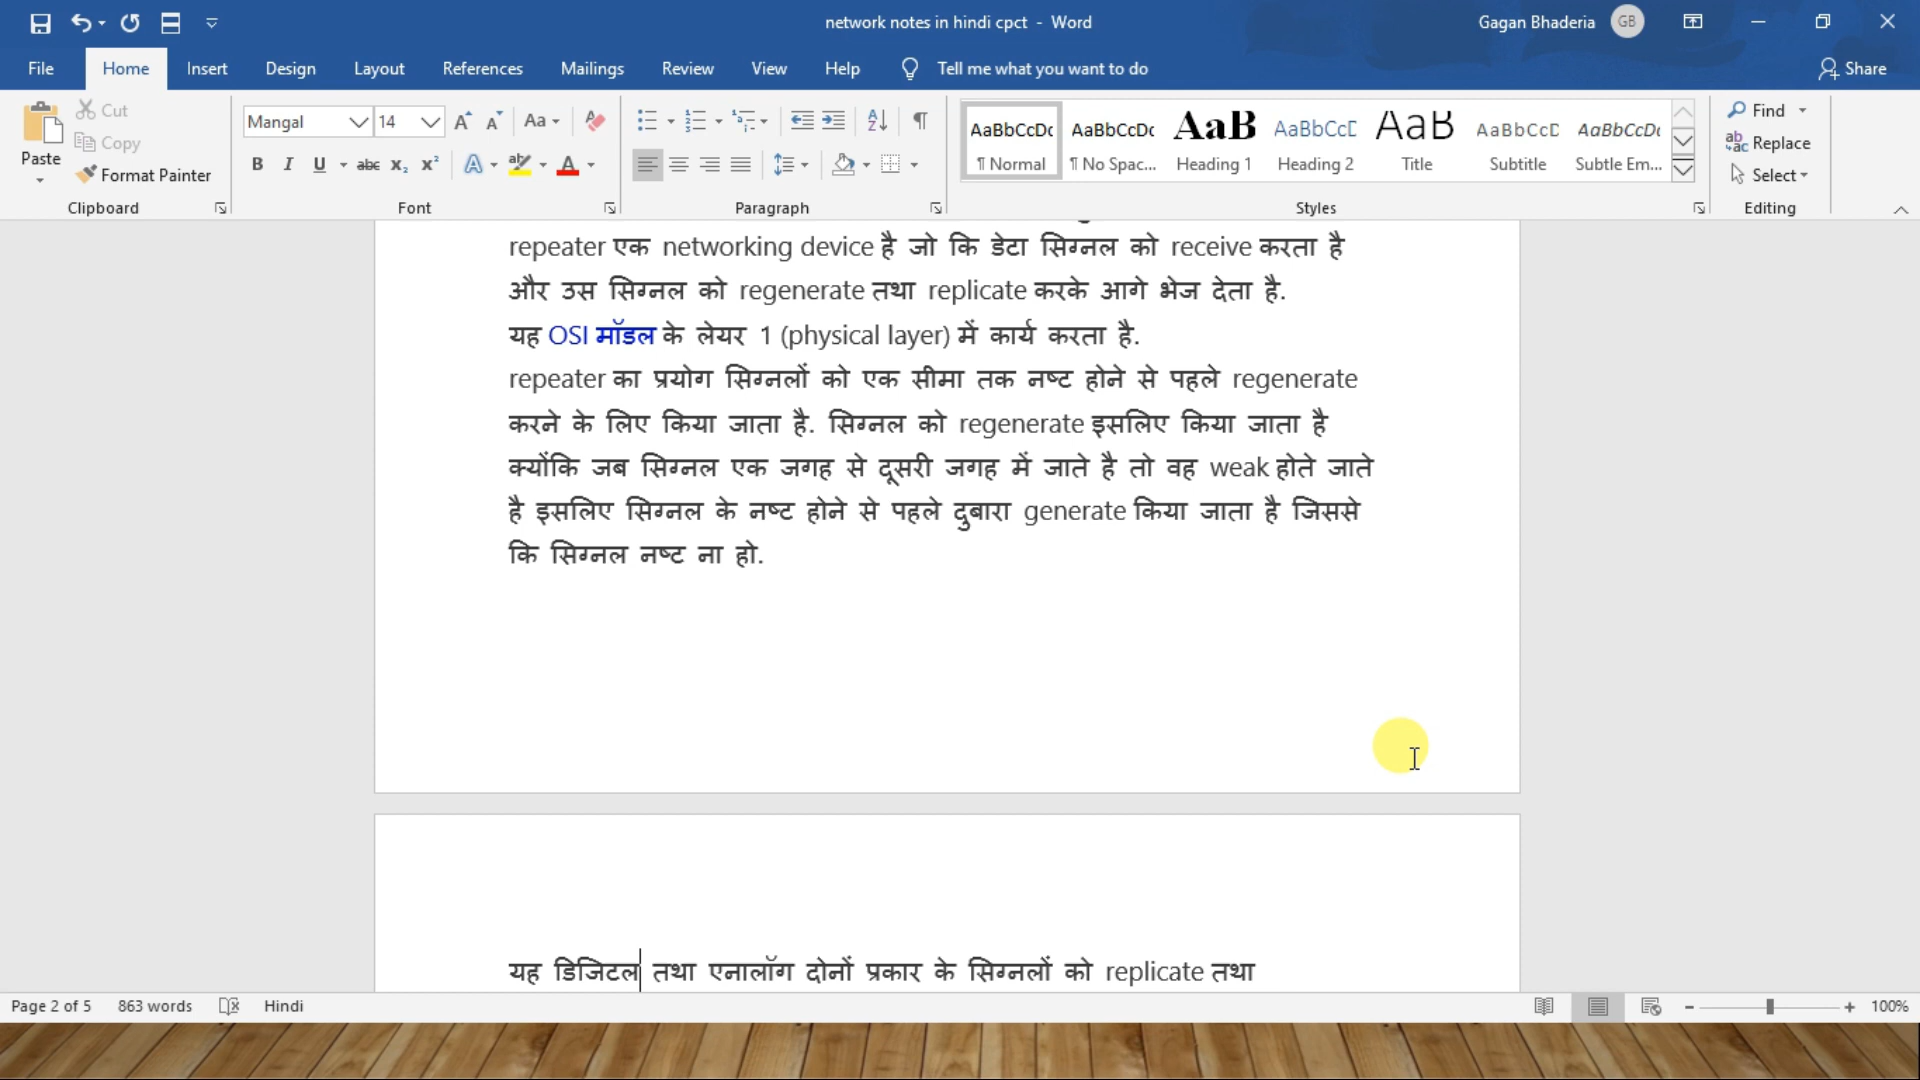 network notes in hindi cpct - Word
Gagan Bhaderia GB
File Home Insert Design Layout References Mailings Review View Help Tell me what you want to do Share
Paste
Cut
Copy
Format Painter
Clipboard
Mangal 14
Aa
B I U abc x₂ x² A ab A
Font
Paragraph
AaBbCcDc AaBbCcDc AaB AaBbCcC AaB AaBbCcD AaBbCcDc
¶ Normal ¶ No Spac... Heading 1 Heading 2 Title Subtitle Subtle Em...
Styles
Find
Replace
Select
Editing
repeater एक networking device है जो कि डेटा सिग्नल को receive करता है
और उस सिग्नल को regenerate तथा replicate करके आगे भेज देता है.
यह OSI मॉडल के लेयर 1 (physical layer) में कार्य करता है.
repeater का प्रयोग सिग्नलों को एक सीमा तक नष्ट होने से पहले regenerate
करने के लिए किया जाता है. सिग्नल को regenerate इसलिए किया जाता है
क्योंकि जब सिग्नल एक जगह से दूसरी जगह में जाते है तो वह weak होते जाते
है इसलिए सिग्नल के नष्ट होने से पहले दुबारा generate किया जाता है जिससे
कि सिग्नल नष्ट ना हो.
यह डिजिटल तथा एनालॉग दोनों प्रकार के सिग्नलों को replicate तथा
Page 2 of 5 863 words Hindi 100%